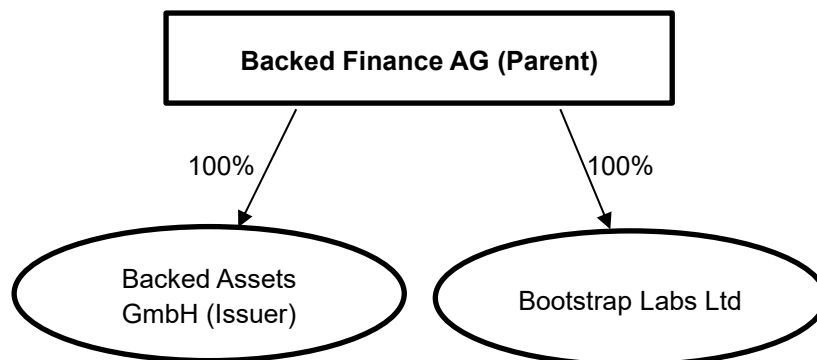 Backed Finance AG (Parent)
100%
100%
Backed Assets
GmbH (Issuer)
Bootstrap Labs Ltd